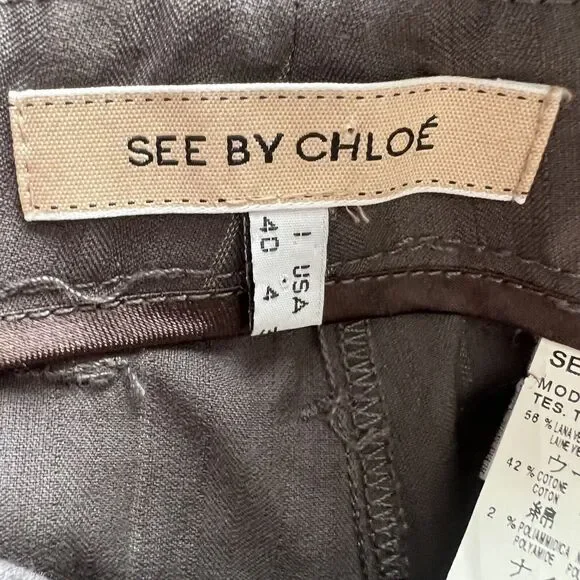 SEE BY CHLOÉ
I USA
40 4
SE
MOD
TES. T
58 % LANA VE
LAINE VE
ウ
42 % COTONE
COTON
綿
2 % POLIAMMIDICA
POLYAMIDE
ナイ